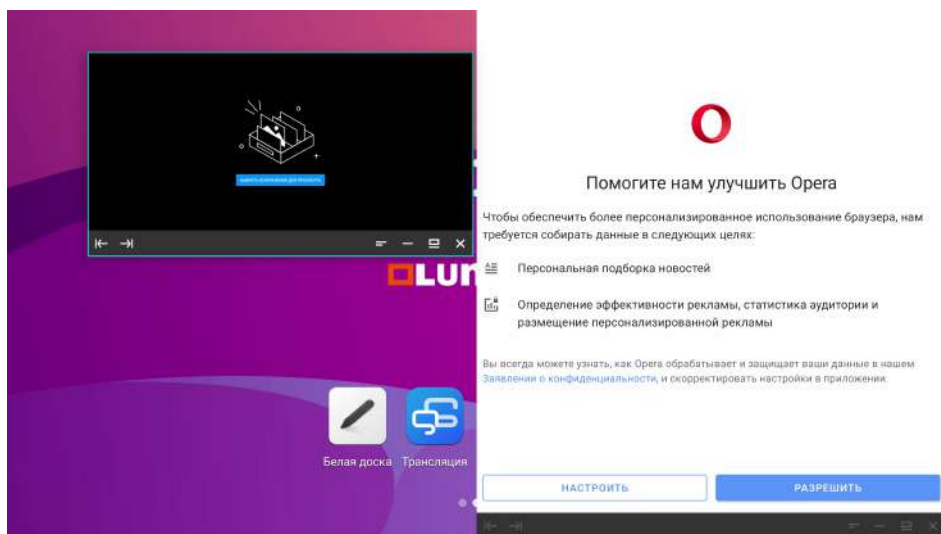 LUM
Белая доска
Трансляция
Помогите нам улучшить Opera
Чтобы обеспечить более персонализированное использование браузера, нам
требуется собирать данные в следующих целях:
Персональная подборка новостей
Определение эффективности рекламы, статистика аудитории и
размещение персонализированной рекламы
Вы всегда можете узнать, как Opera обрабатывает и защищает ваши данные в нашем
Заявлении о конфиденциальности, и скорректировать настройки в приложении.
НАСТРОИТЬ
РАЗРЕШИТЬ